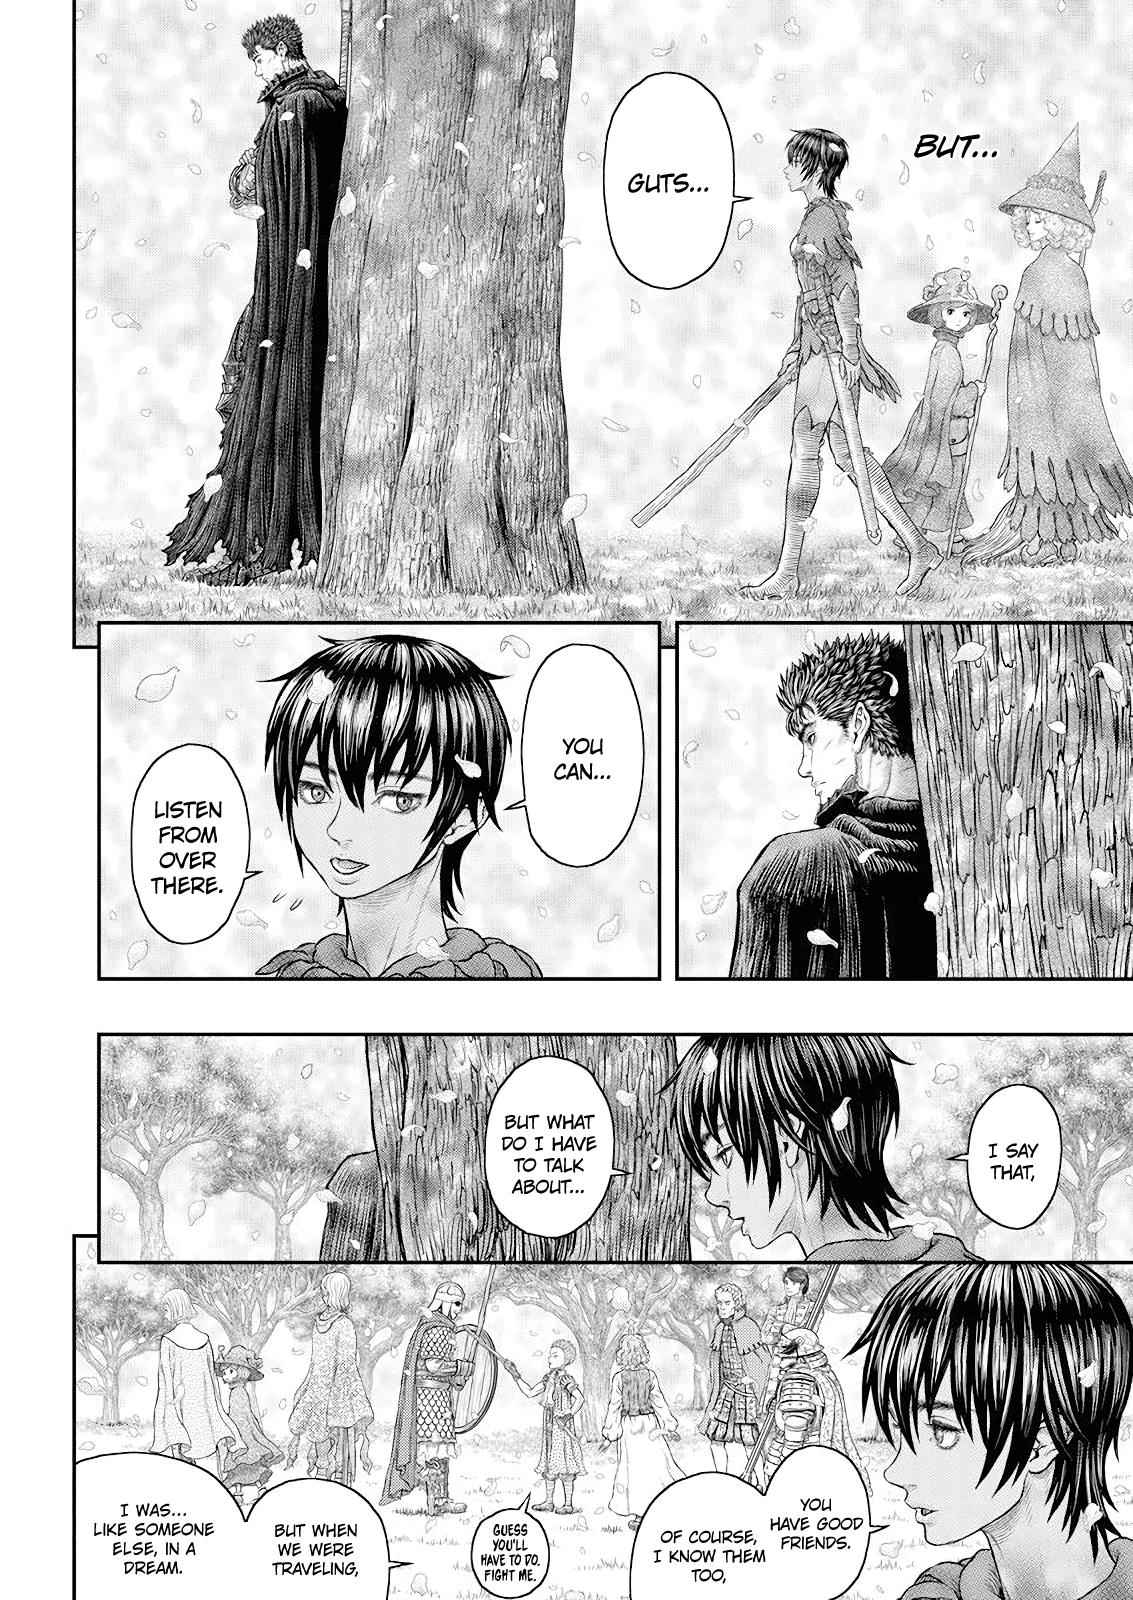 BUT...
GUTS...
YOU
CAN...
LISTEN
FROM
OVER
THERE.
I SAY
THAT,
BUT WHAT
DO I HAVE
TO TALK
ABOUT...
YOU
HAVE GOOD
FRIENDS.
OF COURSE,
I KNOW THEM
TOO,
GUESS
YOU'LL
HAVE TO DO.
FIGHT ME.
BUT WHEN
WE WERE
TRAVELING,
I WAS...
LIKE SOMEONE
ELSE, IN A
DREAM.